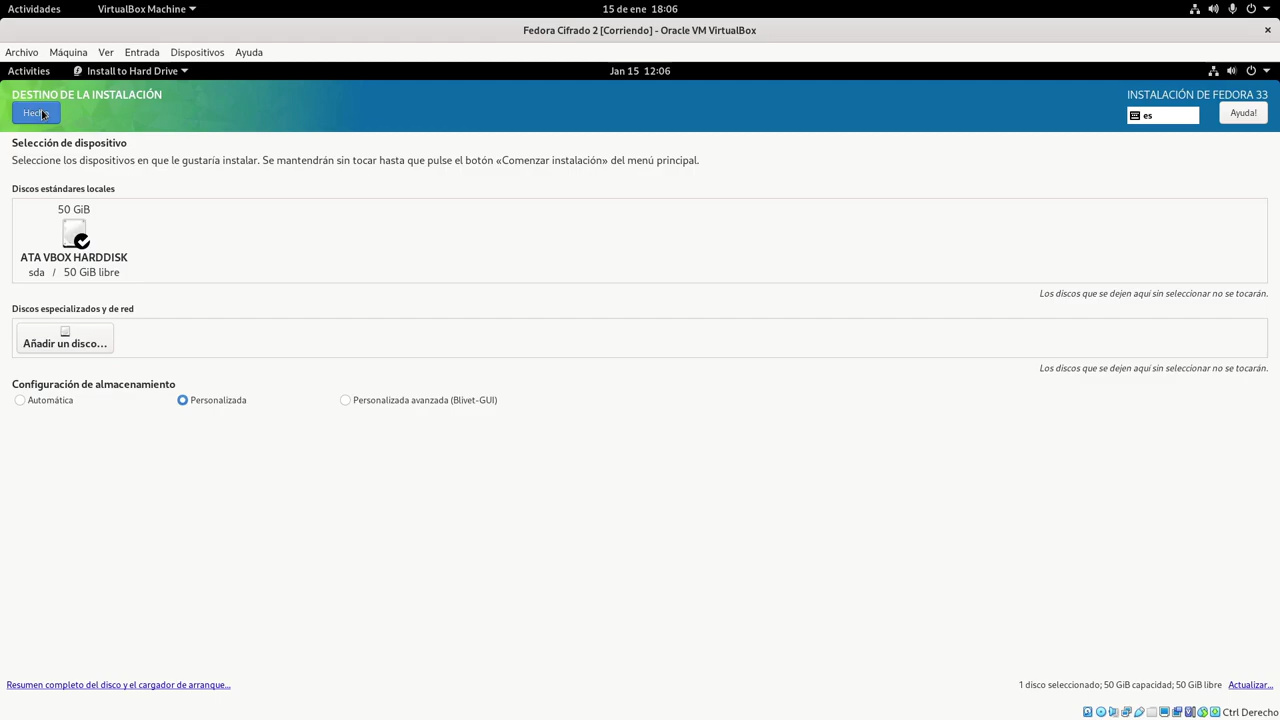 Actividades VirtualBox Machine 15 de ene 18:06
Fedora Cifrado 2 [Corriendo] - Oracle VM VirtualBox
Archivo Máquina Ver Entrada Dispositivos Ayuda
Activities Install to Hard Drive Jan 15 12:06
DESTINO DE LA INSTALACIÓN INSTALACIÓN DE FEDORA 33
es Ayuda!
Selección de dispositivo
Seleccione los dispositivos en que le gustaría instalar. Se mantendrán sin tocar hasta que pulse el botón «Comenzar instalación» del menú principal.
Discos estándares locales
50 GiB
ATA VBOX HARDDISK
sda / 50 GiB libre
Los discos que se dejen aquí sin seleccionar no se tocarán.
Discos especializados y de red
Añadir un disco...
Los discos que se dejen aquí sin seleccionar no se tocarán.
Configuración de almacenamiento
Automática Personalizada Personalizada avanzada (Blivet-GUI)
Resumen completo del disco y el cargador de arranque... 1 disco seleccionado; 50 GiB capacidad; 50 GiB libre Actualizar...
Ctrl Derecho